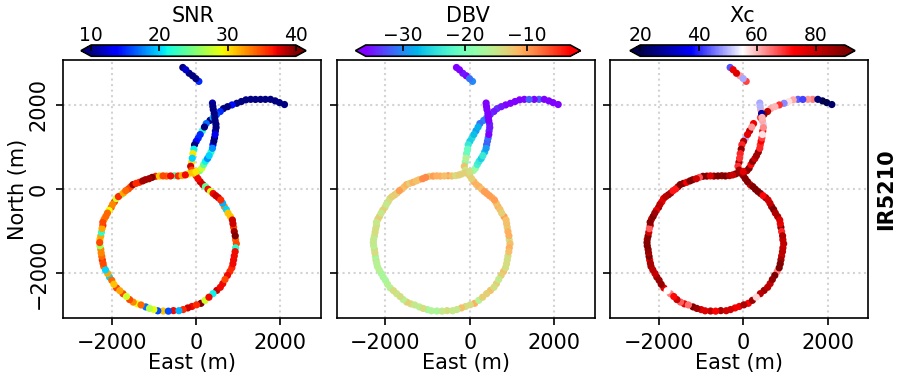 SNR DBV Xc
10 20 30 40 −30 −20 −10 20 40 60 80
2000
0
−2000
North (m)
IR5210
−2000 0 2000 −2000 0 2000 −2000 0 2000
East (m) East (m) East (m)